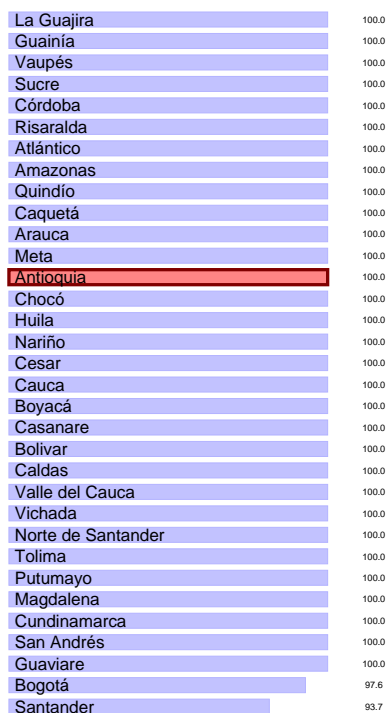 La Guajira 100.0
Guainía 100.0
Vaupés 100.0
Sucre 100.0
Córdoba 100.0
Risaralda 100.0
Atlántico 100.0
Amazonas 100.0
Quindío 100.0
Caquetá 100.0
Arauca 100.0
Meta 100.0
Antioquia 100.0
Chocó 100.0
Huila 100.0
Nariño 100.0
Cesar 100.0
Cauca 100.0
Boyacá 100.0
Casanare 100.0
Bolivar 100.0
Caldas 100.0
Valle del Cauca 100.0
Vichada 100.0
Norte de Santander 100.0
Tolima 100.0
Putumayo 100.0
Magdalena 100.0
Cundinamarca 100.0
San Andrés 100.0
Guaviare 100.0
Bogotá 97.6
Santander 93.7